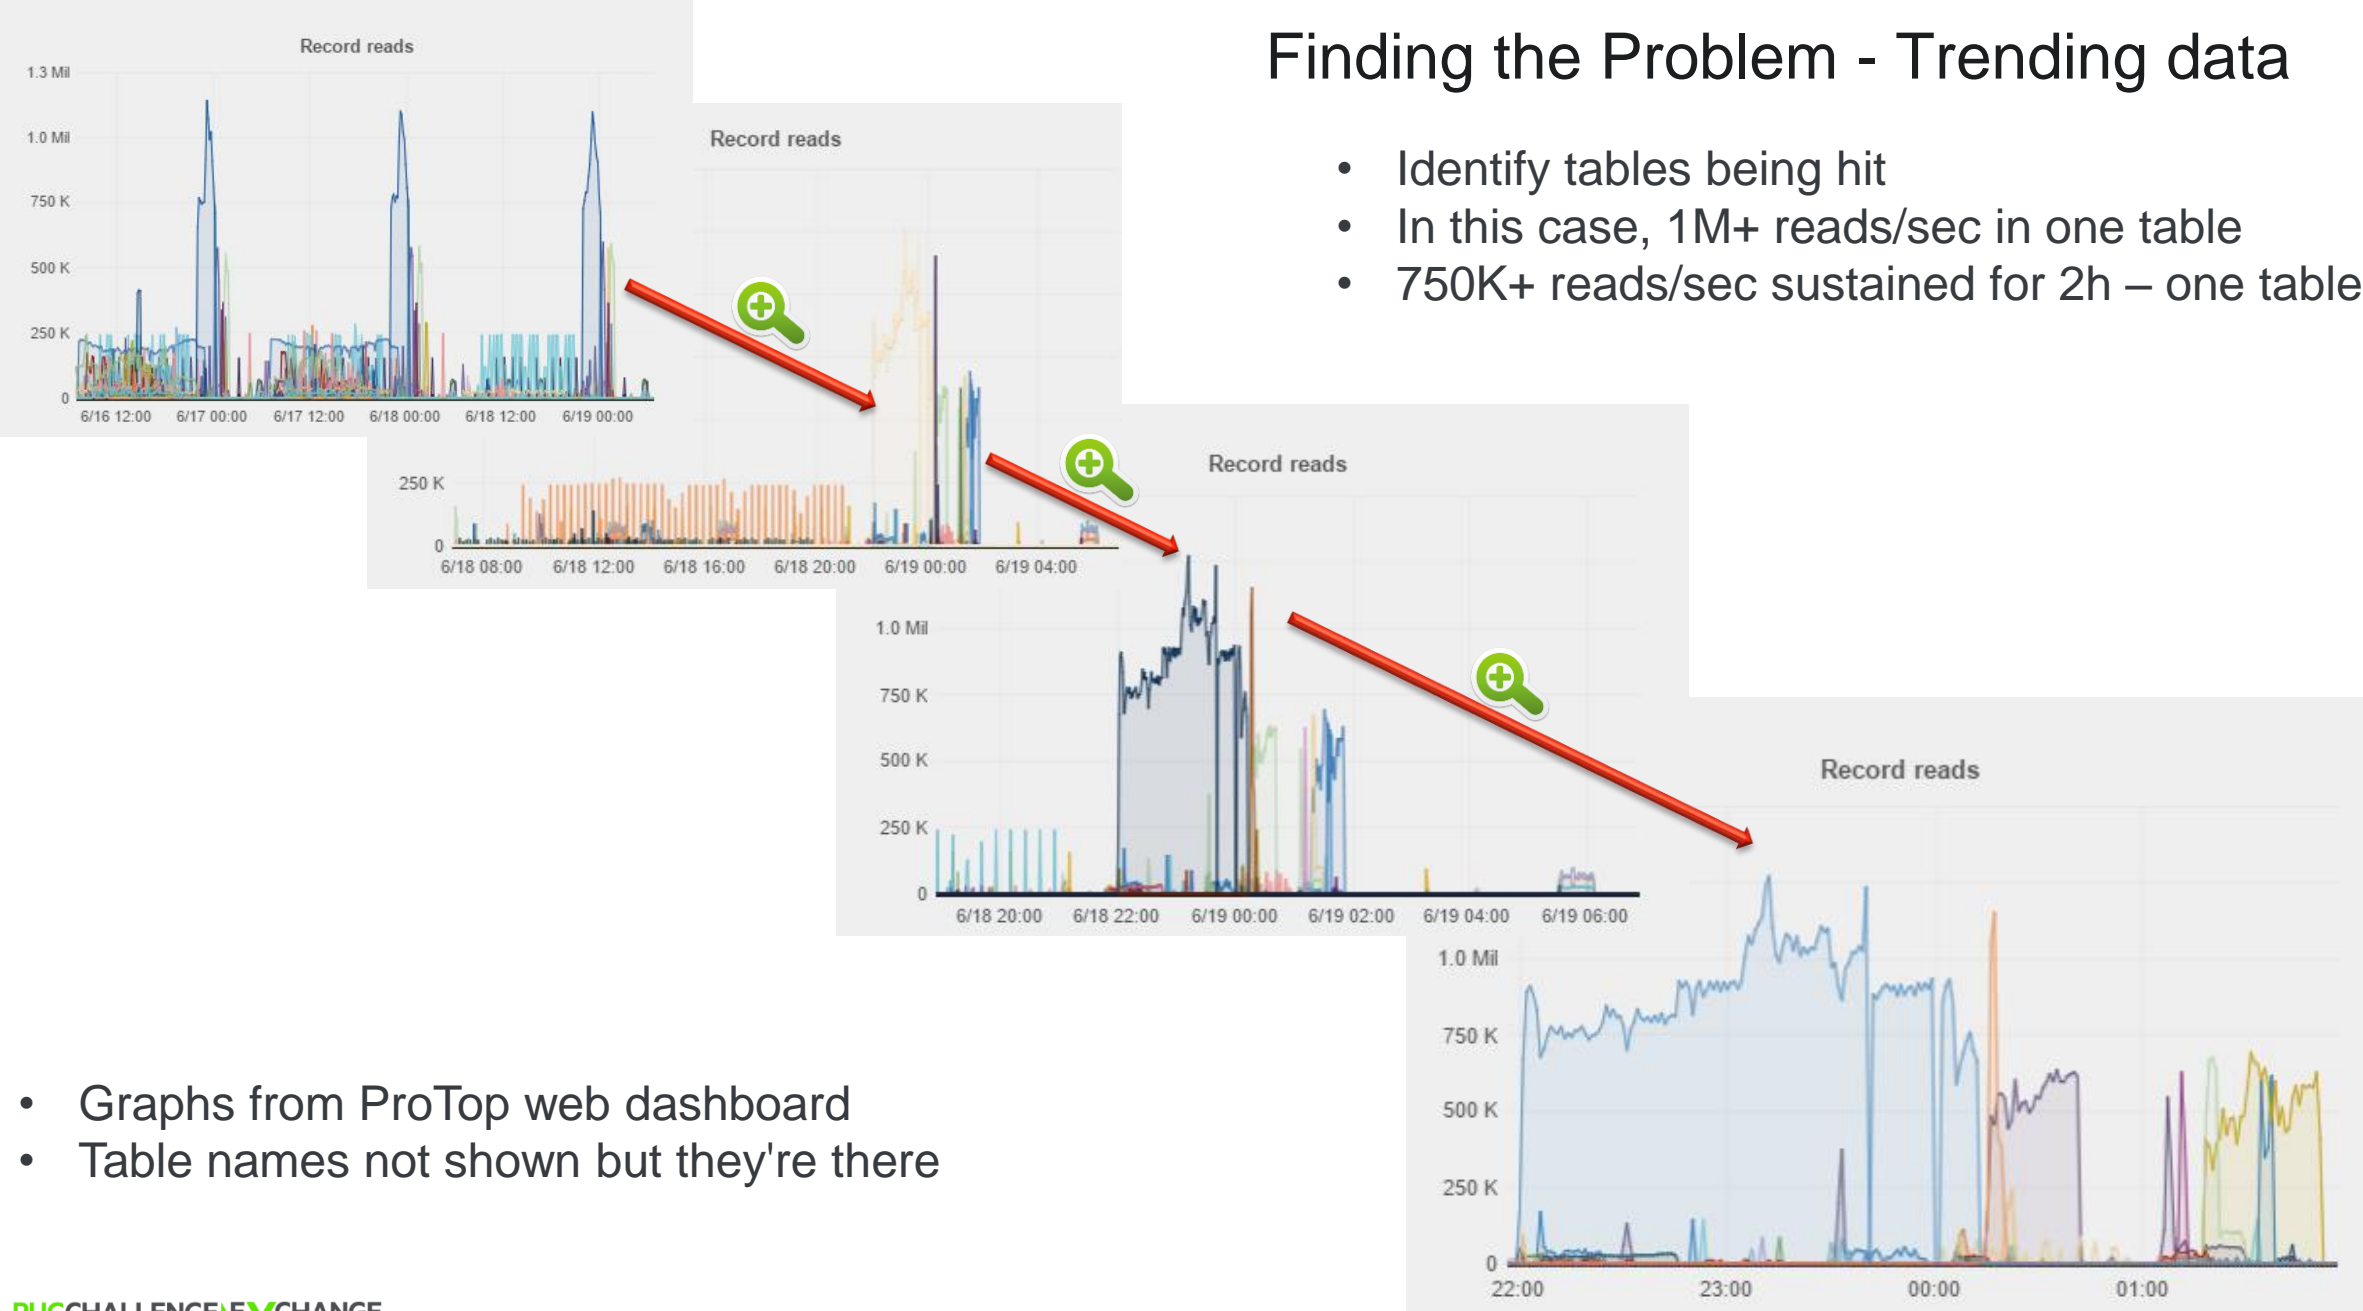 Finding the Problem - Trending data
• Identify tables being hit
• In this case, 1M+ reads/sec in one table
• 750K+ reads/sec sustained for 2h – one table
Record reads
1.3 Mil
1.0 Mil
750 K
500 K
250 K
0
6/16 12:00 6/17 00:00 6/17 12:00 6/18 00:00 6/18 12:00 6/19 00:00
Record reads
250 K
0
6/18 08:00 6/18 12:00 6/18 16:00 6/18 20:00 6/19 00:00 6/19 04:00
Record reads
1.0 Mil
750 K
500 K
250 K
0
6/18 20:00 6/18 22:00 6/19 00:00 6/19 02:00 6/19 04:00 6/19 06:00
Record reads
1.0 Mil
750 K
500 K
250 K
0
22:00 23:00 00:00 01:00
• Graphs from ProTop web dashboard
• Table names not shown but they're there
PUGCHALLENGE EXCHANGE